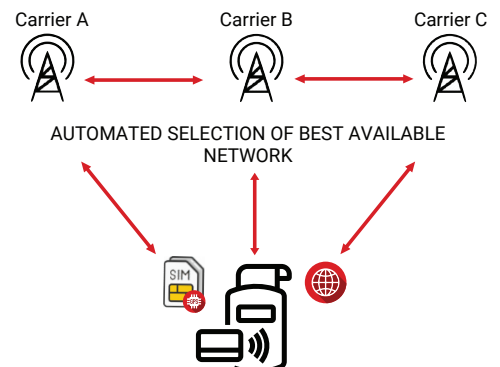 Carrier A
Carrier B
Carrier C
AUTOMATED SELECTION OF BEST AVAILABLE
NETWORK
SIM